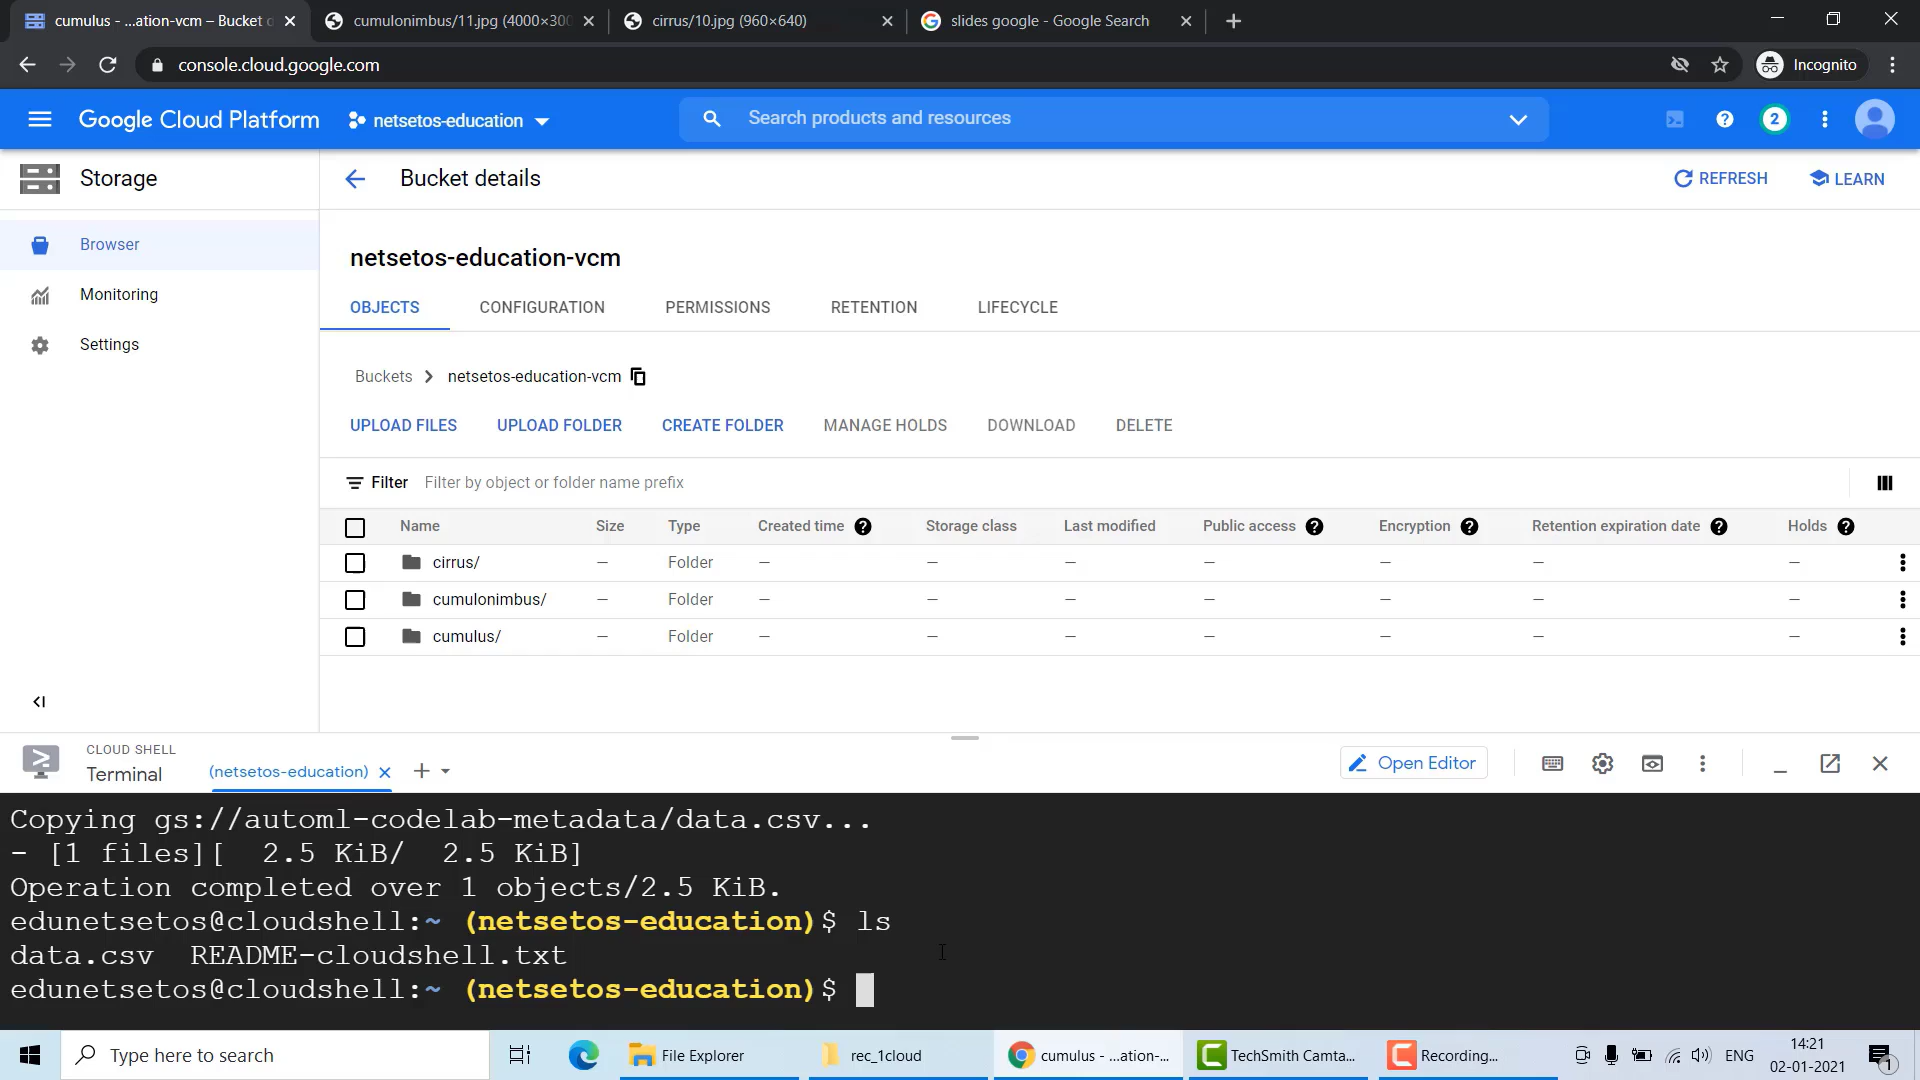 cumulus - ...ation-vcm – Bucket d
cumulonimbus/11.jpg (4000×300
cirrus/10.jpg (960×640)
slides google - Google Search
console.cloud.google.com
Incognito
Google Cloud Platform
netsetos-education
Search products and resources
2
Storage
Bucket details
REFRESH
LEARN
Browser
Monitoring
Settings
netsetos-education-vcm
OBJECTS
CONFIGURATION
PERMISSIONS
RETENTION
LIFECYCLE
Buckets > netsetos-education-vcm
UPLOAD FILES
UPLOAD FOLDER
CREATE FOLDER
MANAGE HOLDS
DOWNLOAD
DELETE
Filter Filter by object or folder name prefix
Name Size Type Created time Storage class Last modified Public access Encryption Retention expiration date Holds
cirrus/ — Folder — — — — — — —
cumulonimbus/ — Folder — — — — — — —
cumulus/ — Folder — — — — — — —
CLOUD SHELL
Terminal
(netsetos-education)
Open Editor
Copying gs://automl-codelab-metadata/data.csv...
- [1 files][  2.5 KiB/  2.5 KiB]
Operation completed over 1 objects/2.5 KiB.
edunetsetos@cloudshell:~ (netsetos-education)$ ls
data.csv  README-cloudshell.txt
edunetsetos@cloudshell:~ (netsetos-education)$
Type here to search
File Explorer
rec_1cloud
cumulus - ...ation-...
TechSmith Camta...
Recording...
ENG
14:21
02-01-2021
1